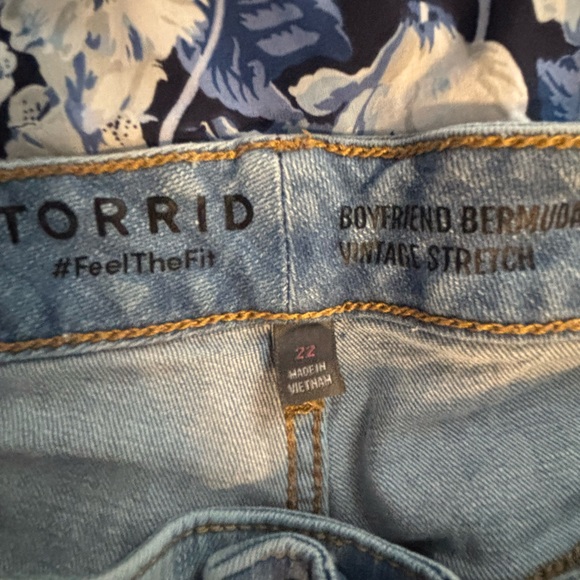 TORRID
#FeelTheFit
BOYFRIEND BERMUDA
VINTAGE STRETCH
22
MADE IN
VIETNAM